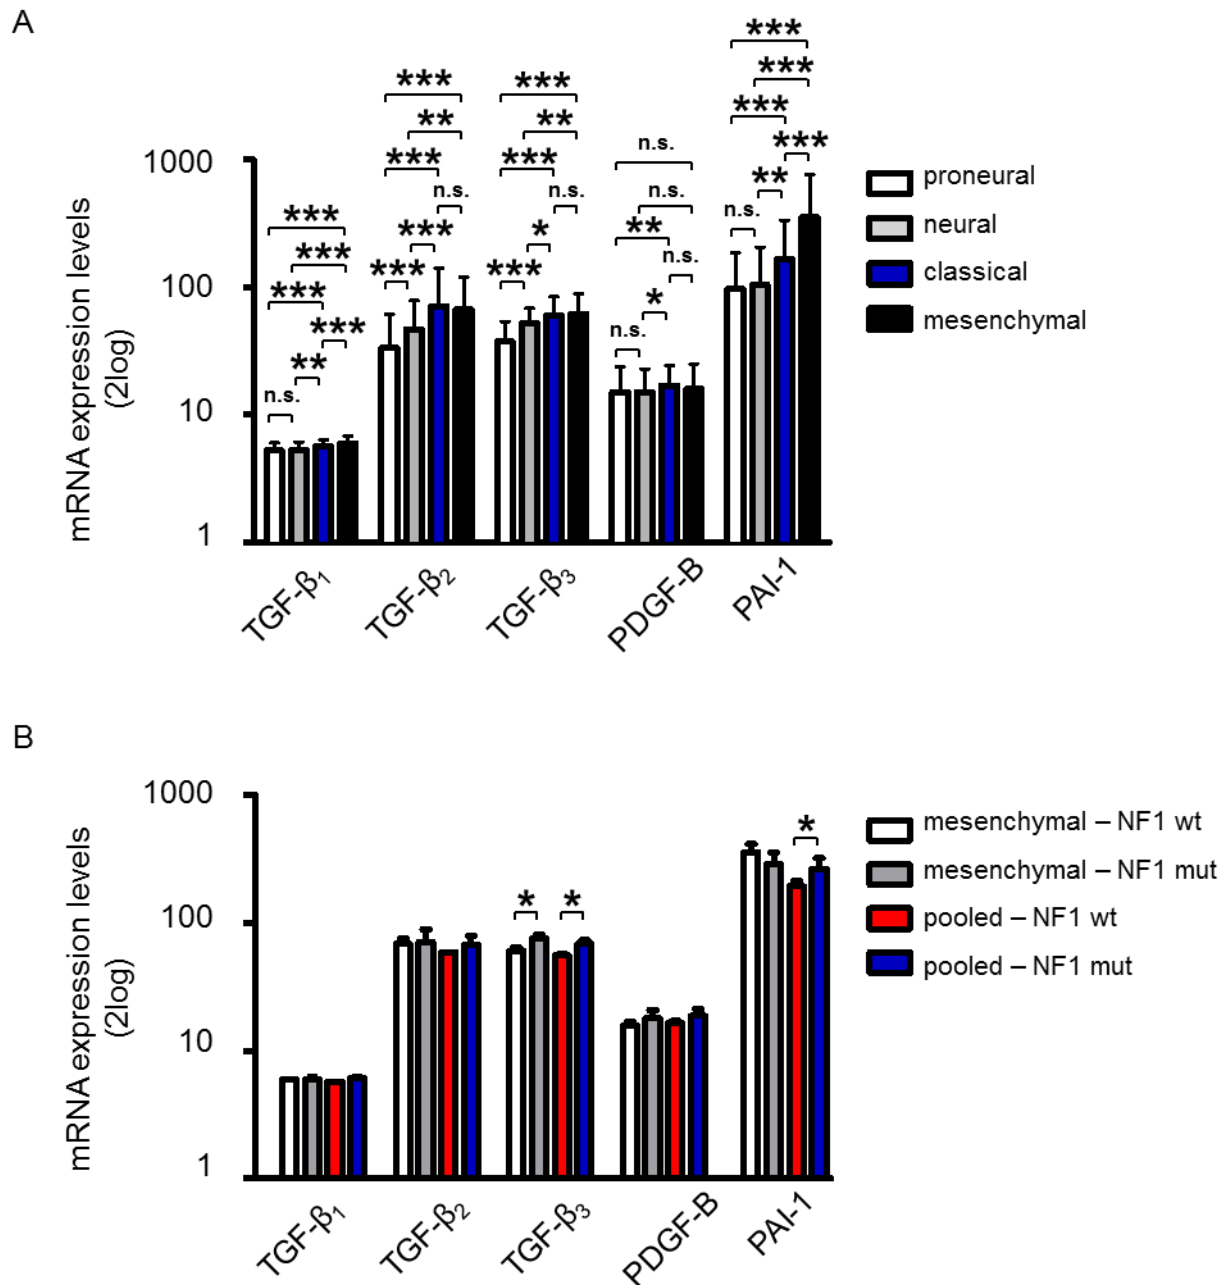 A
***
***
***
***
***
**
**
***
***
***
1000
n.s.
***
proneural
n.s.
n.s.
n.s.
**
***
***
*
**
n.s.
neural
***
n.s.
100
***
***
classical
***
*
mesenchymal
***
n.s.
**
n.s.
10
1
mRNA expression levels
(2log)
TGF-β₁
TGF-β₂
TGF-β₃
PDGF-B
PAI-1
B
1000
mesenchymal – NF1 wt
*
mesenchymal – NF1 mut
100
*
*
pooled – NF1 wt
pooled – NF1 mut
10
1
mRNA expression levels
(2log)
TGF-β₁
TGF-β₂
TGF-β₃
PDGF-B
PAI-1